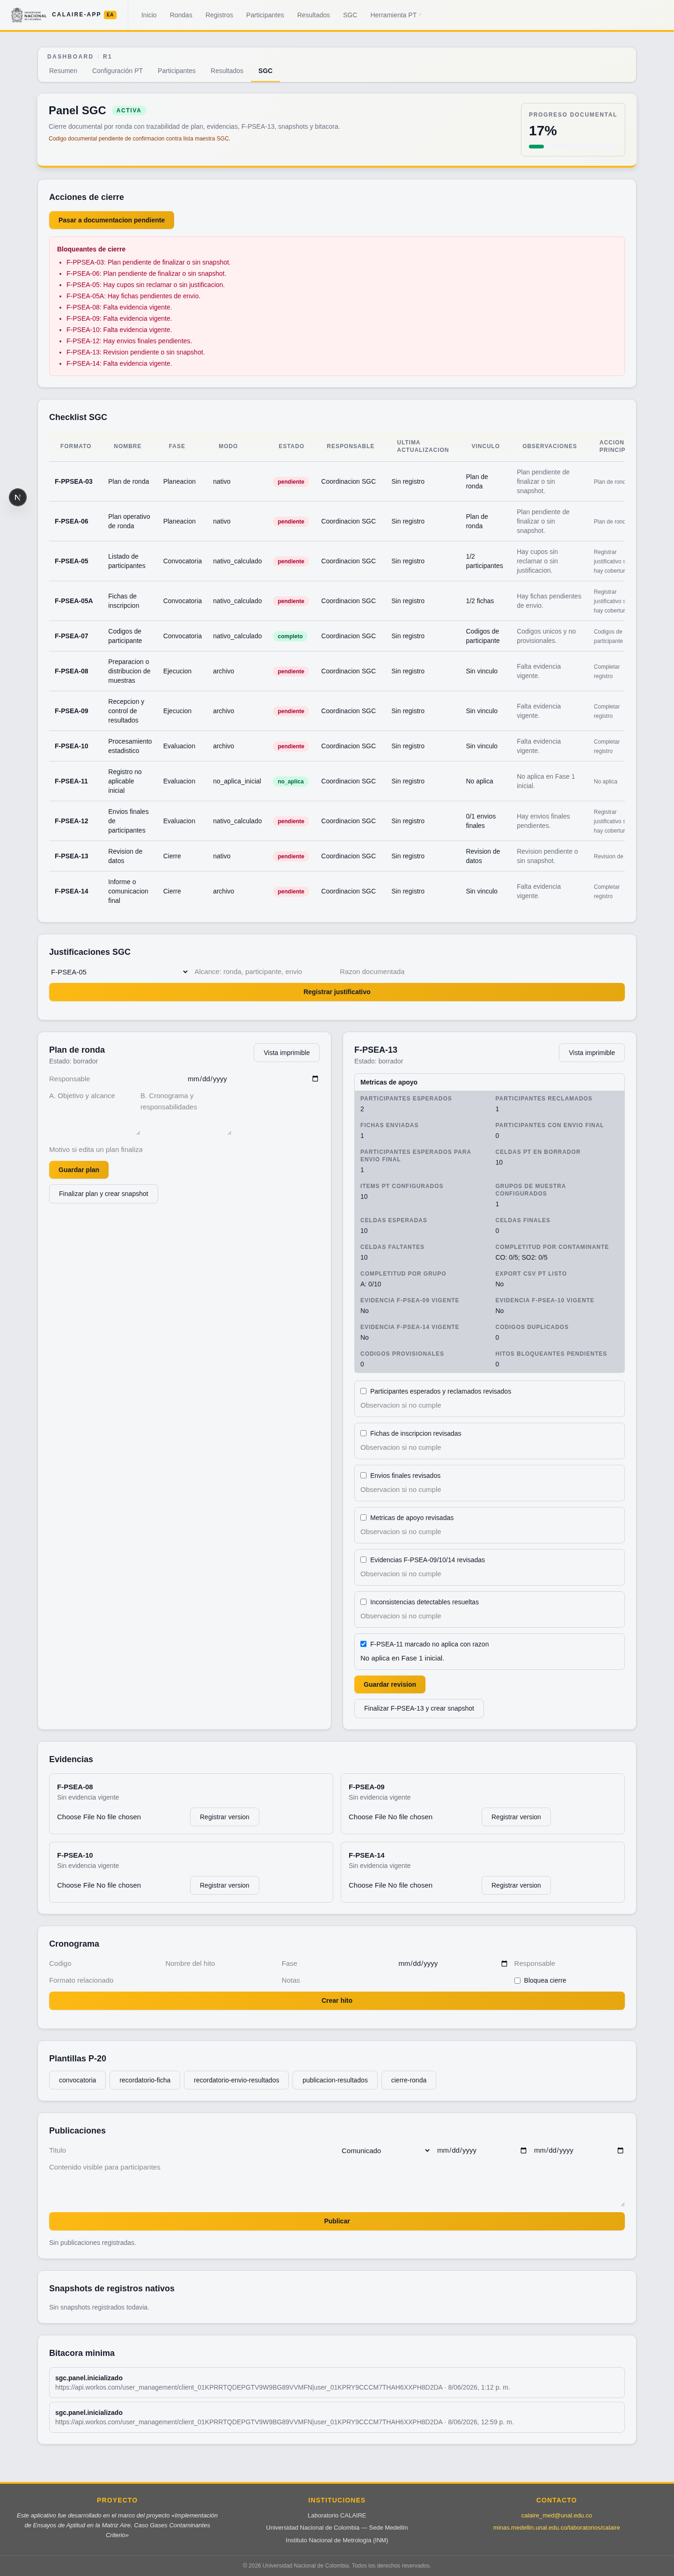 UNIVERSIDAD
NACIONAL
DE COLOMBIA
CALAIRE-APP EA
Inicio Rondas Registros Participantes Resultados SGC Herramienta PT
DASHBOARD R1
Resumen Configuración PT Participantes Resultados SGC
Panel SGC ACTIVA
Cierre documental por ronda con trazabilidad de plan, evidencias, F-PSEA-13, snapshots y bitacora.
Codigo documental pendiente de confirmacion contra lista maestra SGC.
PROGRESO DOCUMENTAL
17%
Acciones de cierre
Pasar a documentacion pendiente
Bloqueantes de cierre
• F-PPSEA-03: Plan pendiente de finalizar o sin snapshot.
• F-PSEA-06: Plan pendiente de finalizar o sin snapshot.
• F-PSEA-05: Hay cupos sin reclamar o sin justificacion.
• F-PSEA-05A: Hay fichas pendientes de envio.
• F-PSEA-08: Falta evidencia vigente.
• F-PSEA-09: Falta evidencia vigente.
• F-PSEA-10: Falta evidencia vigente.
• F-PSEA-12: Hay envios finales pendientes.
• F-PSEA-13: Revision pendiente o sin snapshot.
• F-PSEA-14: Falta evidencia vigente.
Checklist SGC
FORMATO NOMBRE FASE MODO ESTADO RESPONSABLE ULTIMA ACTUALIZACION VINCULO OBSERVACIONES ACCION PRINCIP
F-PPSEA-03 Plan de ronda Planeacion nativo pendiente Coordinacion SGC Sin registro Plan de ronda Plan pendiente de finalizar o sin snapshot. Plan de rond
F-PSEA-06 Plan operativo de ronda Planeacion nativo pendiente Coordinacion SGC Sin registro Plan de ronda Plan pendiente de finalizar o sin snapshot. Plan de rond
F-PSEA-05 Listado de participantes Convocatoria nativo_calculado pendiente Coordinacion SGC Sin registro 1/2 participantes Hay cupos sin reclamar o sin justificacion. Registrar justificativo s hay cobertur
F-PSEA-05A Fichas de inscripcion Convocatoria nativo_calculado pendiente Coordinacion SGC Sin registro 1/2 fichas Hay fichas pendientes de envio. Registrar justificativo s hay cobertur
F-PSEA-07 Codigos de participante Convocatoria nativo_calculado completo Coordinacion SGC Sin registro Codigos de participante Codigos unicos y no provisionales. Codigos de participante
F-PSEA-08 Preparacion o distribucion de muestras Ejecucion archivo pendiente Coordinacion SGC Sin registro Sin vinculo Falta evidencia vigente. Completar registro
F-PSEA-09 Recepcion y control de resultados Ejecucion archivo pendiente Coordinacion SGC Sin registro Sin vinculo Falta evidencia vigente. Completar registro
F-PSEA-10 Procesamiento estadistico Evaluacion archivo pendiente Coordinacion SGC Sin registro Sin vinculo Falta evidencia vigente. Completar registro
F-PSEA-11 Registro no aplicable inicial Evaluacion no_aplica_inicial no_aplica Coordinacion SGC Sin registro No aplica No aplica en Fase 1 inicial. No aplica
F-PSEA-12 Envios finales de participantes Evaluacion nativo_calculado pendiente Coordinacion SGC Sin registro 0/1 envios finales Hay envios finales pendientes. Registrar justificativo s hay cobertur
F-PSEA-13 Revision de datos Cierre nativo pendiente Coordinacion SGC Sin registro Revision de datos Revision pendiente o sin snapshot. Revision de
F-PSEA-14 Informe o comunicacion final Cierre archivo pendiente Coordinacion SGC Sin registro Sin vinculo Falta evidencia vigente. Completar registro
Justificaciones SGC
F-PSEA-05 Alcance: ronda, participante, envio Razon documentada
Registrar justificativo
Plan de ronda
Vista imprimible
Estado: borrador
Responsable mm/dd/yyyy
A. Objetivo y alcance B. Cronograma y responsabilidades
Motivo si edita un plan finaliza
Guardar plan
Finalizar plan y crear snapshot
F-PSEA-13
Vista imprimible
Estado: borrador
Metricas de apoyo
PARTICIPANTES ESPERADOS PARTICIPANTES RECLAMADOS
2 1
FICHAS ENVIADAS PARTICIPANTES CON ENVIO FINAL
1 0
PARTICIPANTES ESPERADOS PARA ENVIO FINAL CELDAS PT EN BORRADOR
1 10
ITEMS PT CONFIGURADOS GRUPOS DE MUESTRA CONFIGURADOS
10 1
CELDAS ESPERADAS CELDAS FINALES
10 0
CELDAS FALTANTES COMPLETITUD POR CONTAMINANTE
10 CO: 0/5; SO2: 0/5
COMPLETITUD POR GRUPO EXPORT CSV PT LISTO
A: 0/10 No
EVIDENCIA F-PSEA-09 VIGENTE EVIDENCIA F-PSEA-10 VIGENTE
No No
EVIDENCIA F-PSEA-14 VIGENTE CODIGOS DUPLICADOS
No 0
CODIGOS PROVISIONALES HITOS BLOQUEANTES PENDIENTES
0 0
Participantes esperados y reclamados revisados
Observacion si no cumple
Fichas de inscripcion revisadas
Observacion si no cumple
Envios finales revisados
Observacion si no cumple
Metricas de apoyo revisadas
Observacion si no cumple
Evidencias F-PSEA-09/10/14 revisadas
Observacion si no cumple
Inconsistencias detectables resueltas
Observacion si no cumple
F-PSEA-11 marcado no aplica con razon
No aplica en Fase 1 inicial.
Guardar revision
Finalizar F-PSEA-13 y crear snapshot
Evidencias
F-PSEA-08
Sin evidencia vigente
Choose File No file chosen Registrar version
F-PSEA-09
Sin evidencia vigente
Choose File No file chosen Registrar version
F-PSEA-10
Sin evidencia vigente
Choose File No file chosen Registrar version
F-PSEA-14
Sin evidencia vigente
Choose File No file chosen Registrar version
Cronograma
Codigo Nombre del hito Fase mm/dd/yyyy Responsable
Formato relacionado Notas Bloquea cierre
Crear hito
Plantillas P-20
convocatoria recordatorio-ficha recordatorio-envio-resultados publicacion-resultados cierre-ronda
Publicaciones
Titulo Comunicado mm/dd/yyyy mm/dd/yyyy
Contenido visible para participantes
Publicar
Sin publicaciones registradas.
Snapshots de registros nativos
Sin snapshots registrados todavia.
Bitacora minima
sgc.panel.inicializado
https://api.workos.com/user_management/client_01KPRRTQDEPGTV9W9BG89VVMFN|user_01KPRY9CCCM7THAH6XXPH8D2DA · 8/06/2026, 1:12 p. m.
sgc.panel.inicializado
https://api.workos.com/user_management/client_01KPRRTQDEPGTV9W9BG89VVMFN|user_01KPRY9CCCM7THAH6XXPH8D2DA · 8/06/2026, 12:59 p. m.
PROYECTO
Este aplicativo fue desarrollado en el marco del proyecto «Implementación
de Ensayos de Aptitud en la Matriz Aire. Caso Gases Contaminantes
Criterio»
INSTITUCIONES
Laboratorio CALAIRE
Universidad Nacional de Colombia — Sede Medellín
Instituto Nacional de Metrología (INM)
CONTACTO
calaire_med@unal.edu.co
minas.medellin.unal.edu.co/laboratorios/calaire
© 2026 Universidad Nacional de Colombia. Todos los derechos reservados.